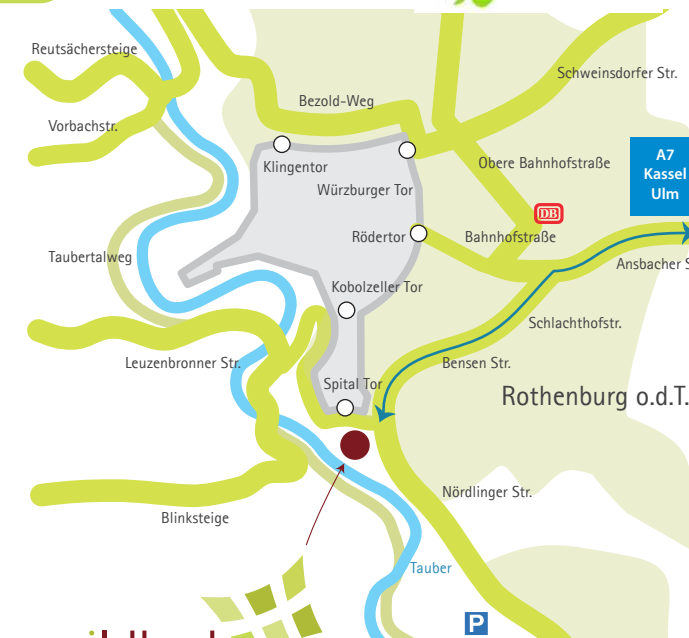 Reutsächersteige
Schweinsdorfer Str.
Bezold-Weg
Vorbachstr.
A7
Kassel
Ulm
Klingentor
Obere Bahnhofstraße
Würzburger Tor
DB
Rödertor
Bahnhofstraße
Taubertalweg
Ansbacher S
Kobolzeller Tor
Schlachthofstr.
Leuzenbronner Str.
Bensen Str.
Spital Tor
Rothenburg o.d.T.
Nördlinger Str.
Blinksteige
Tauber
P